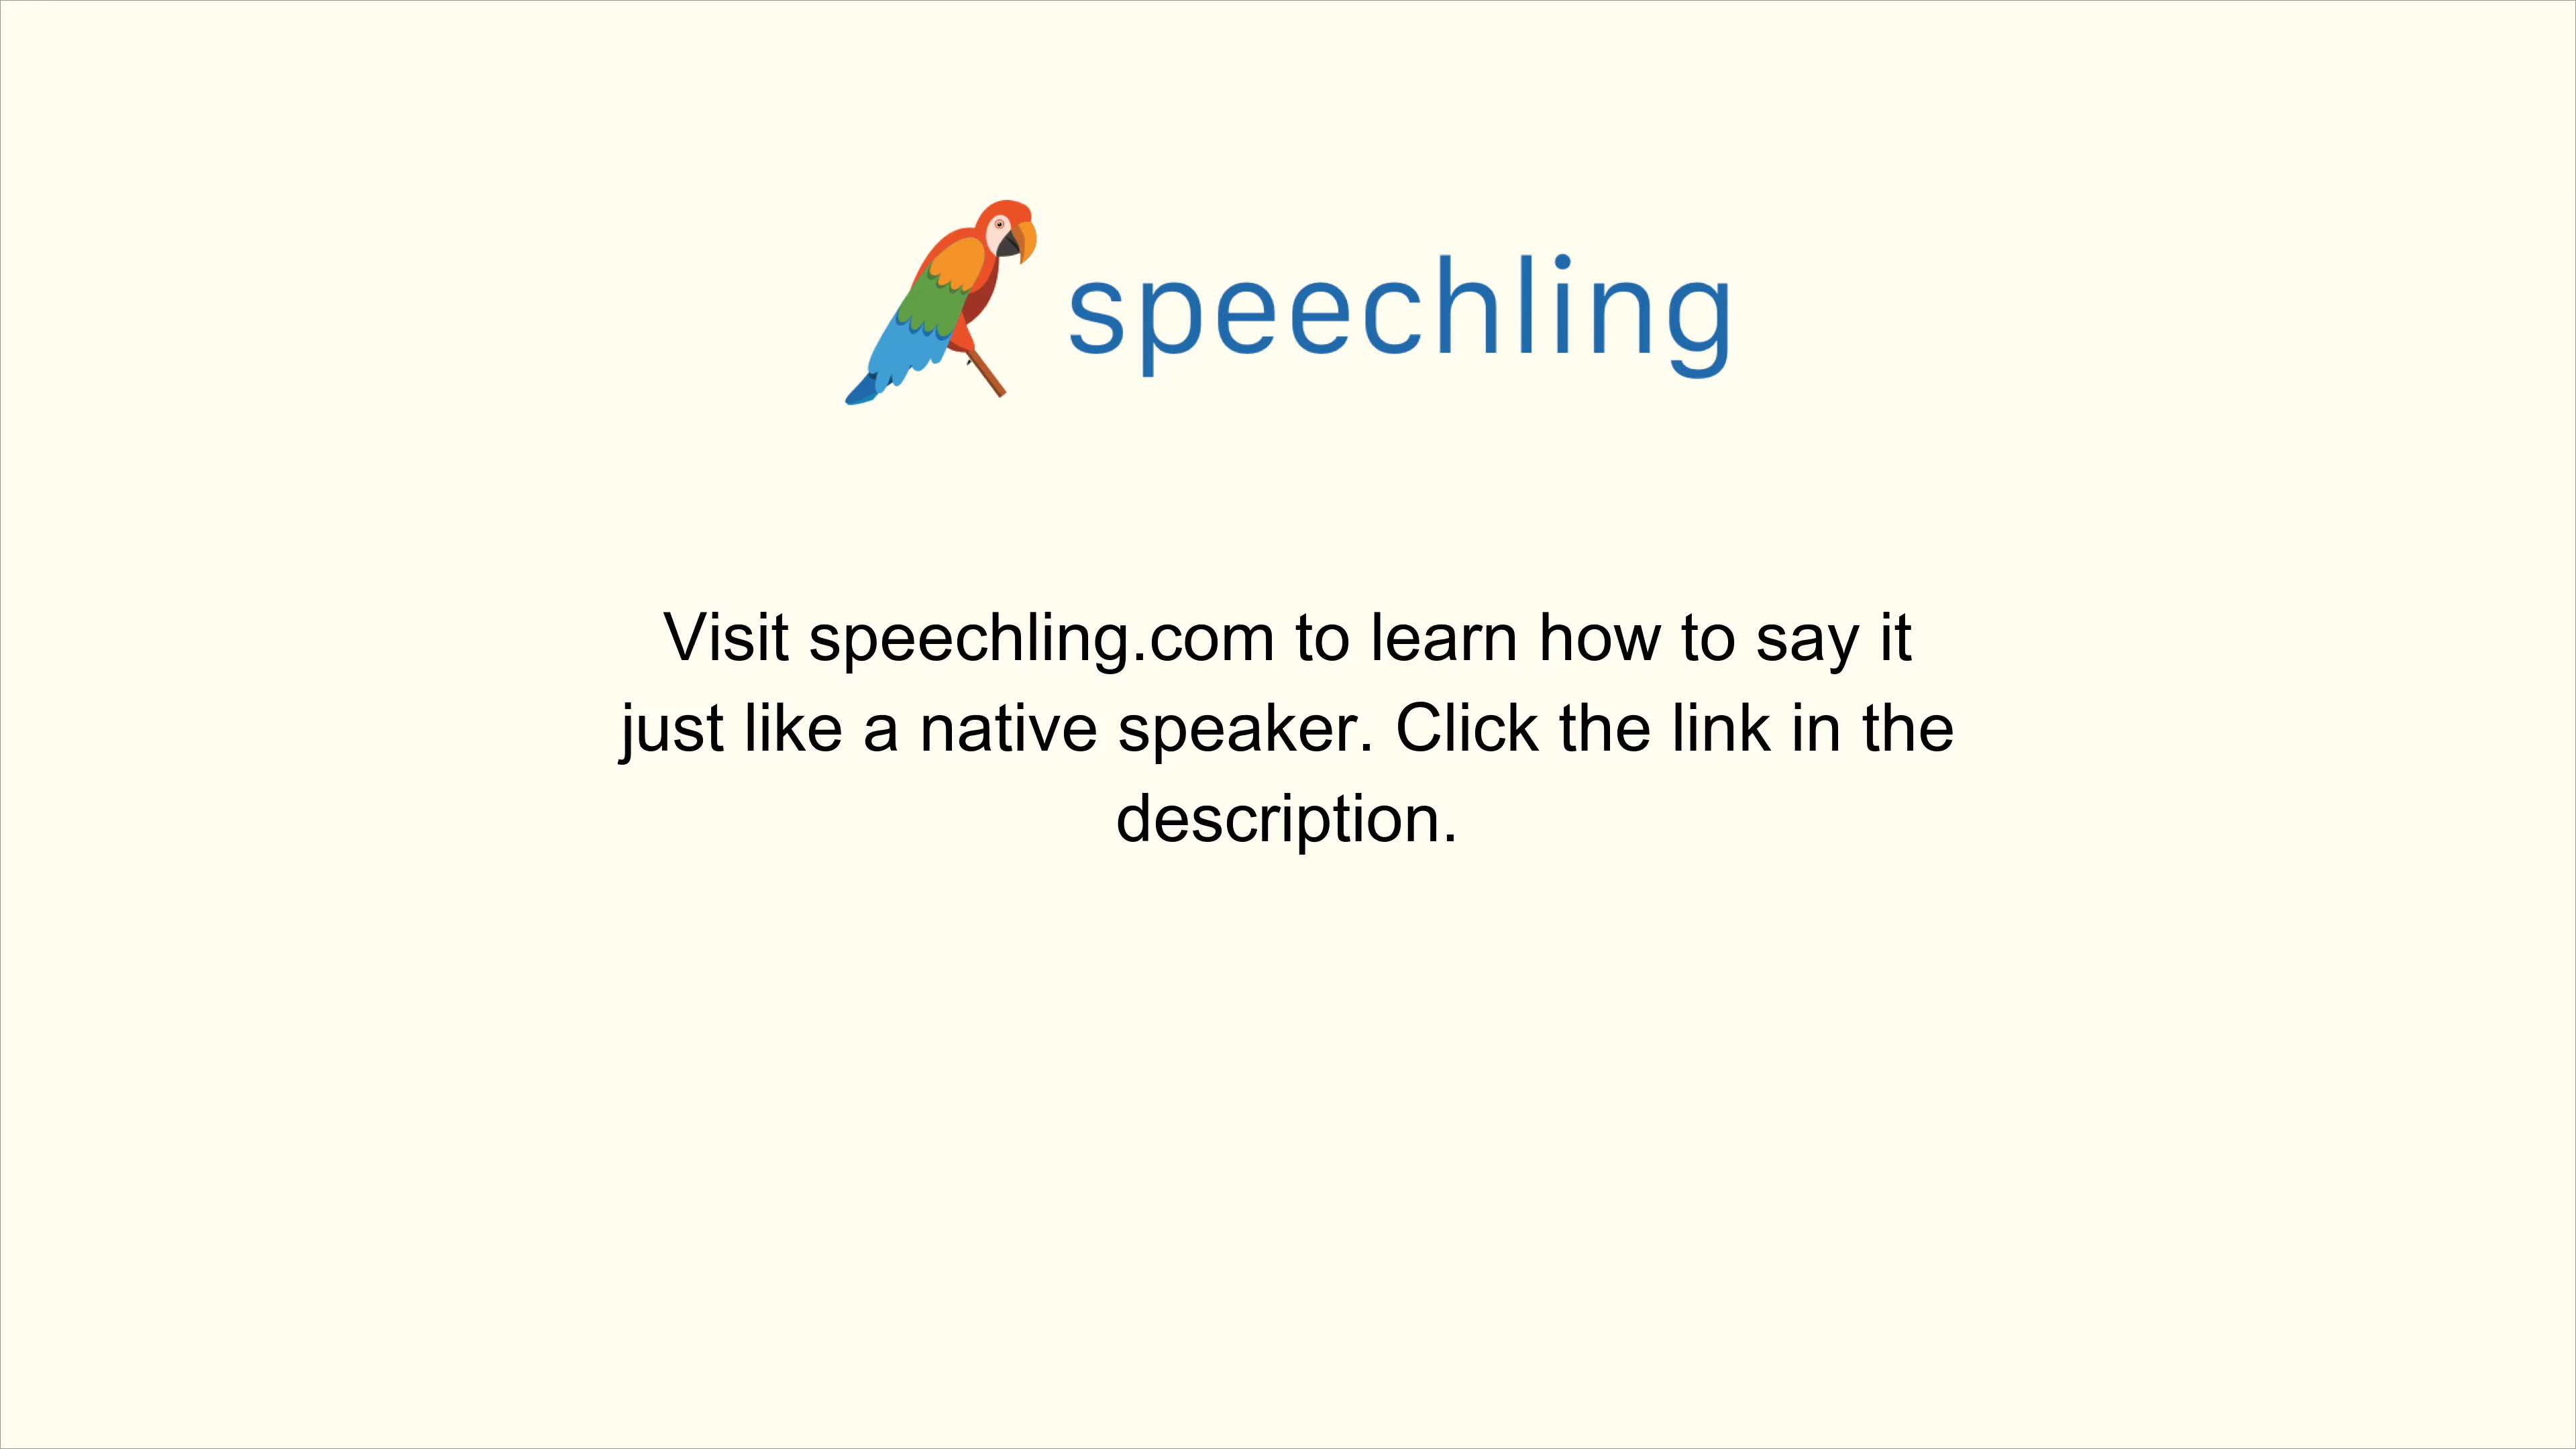 speechling
Visit speechling.com to learn how to say it
just like a native speaker. Click the link in the
description.